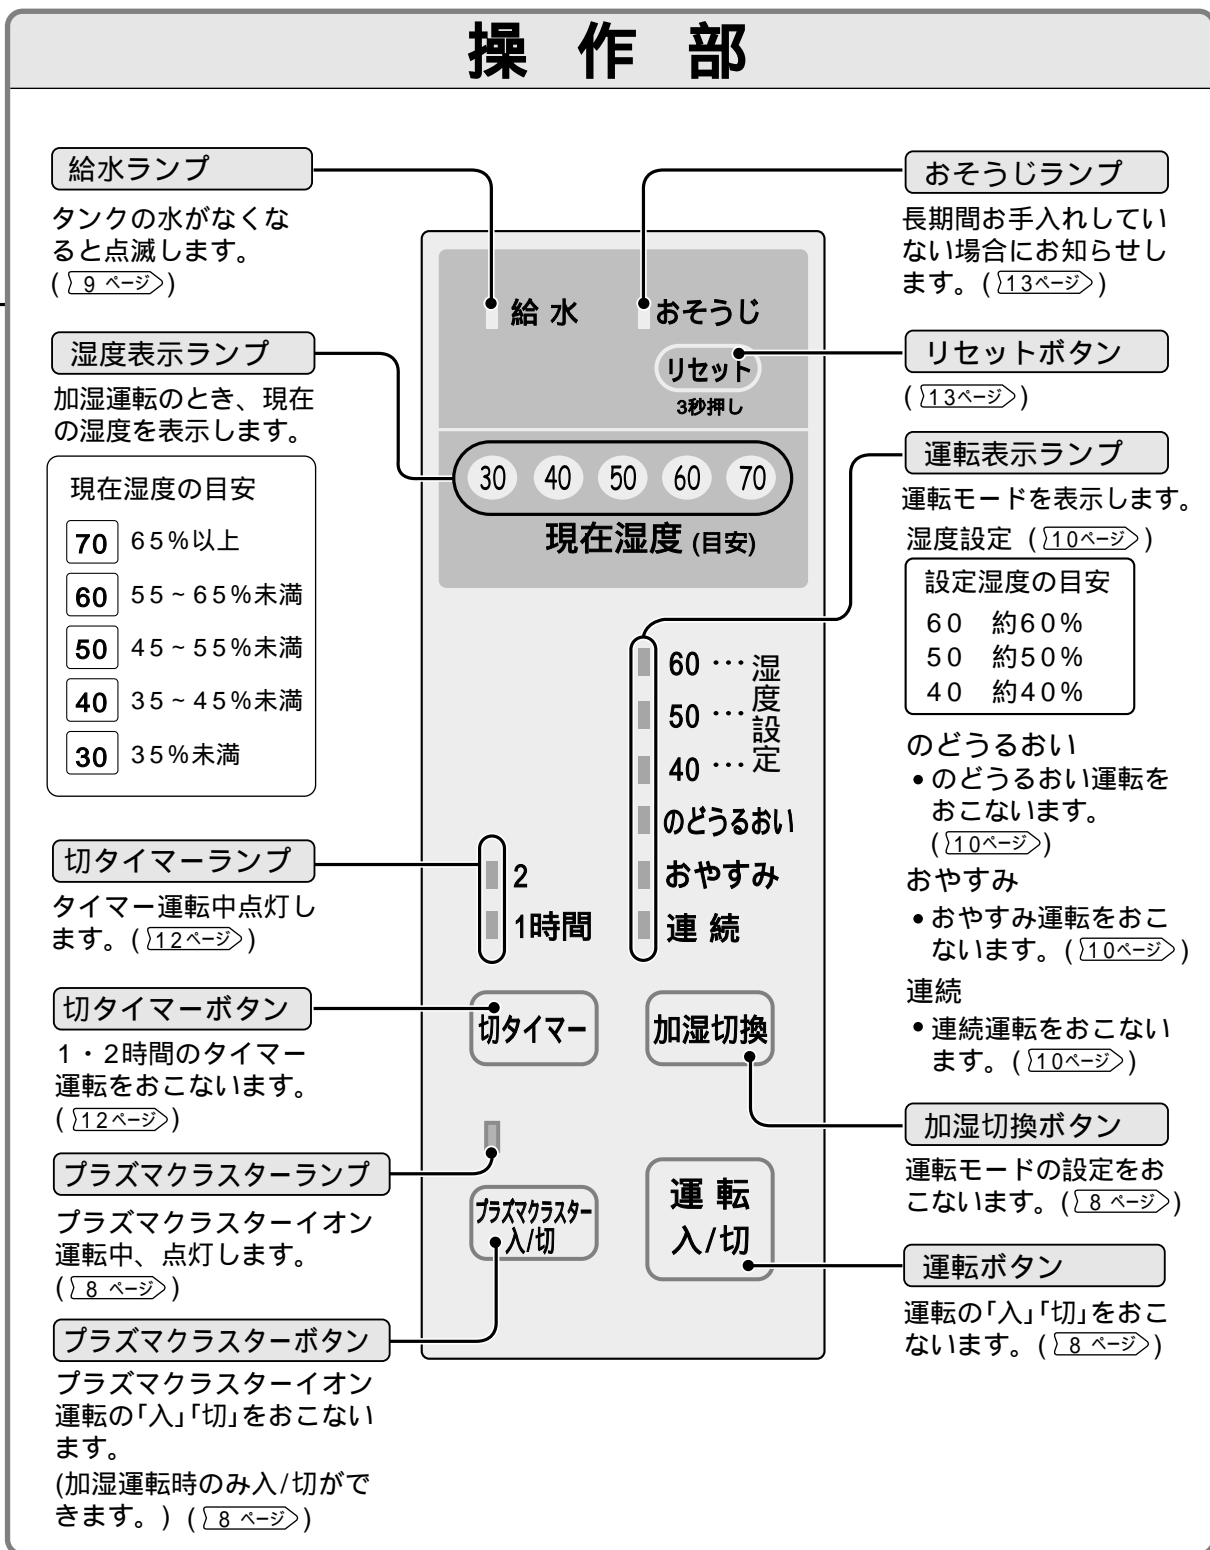 操作部
給水ランプ
タンクの水がなくな
ると点滅します。
(9 ページ)
湿度表示ランプ
加湿運転のとき、現在
の湿度を表示します。
現在湿度の目安
70 65%以上
60 55~65%未満
50 45~55%未満
40 35~45%未満
30 35%未満
切タイマーランプ
タイマー運転中点灯し
ます。(12ページ)
切タイマーボタン
1・2時間のタイマー
運転をおこないます。
(12ページ)
プラズマクラスターランプ
プラズマクラスターイオン
運転中、点灯します。
(8 ページ)
プラズマクラスターボタン
プラズマクラスターイオン
運転の「入」「切」をおこない
ます。
(加湿運転時のみ入/切がで
きます。) (8 ページ)
給水
おそうじ
リセット
3秒押し
30 40 50 60 70
現在湿度 (目安)
60 …
50 …
40 …
湿度設定
のどうるおい
おやすみ
連続
2
1時間
切タイマー
加湿切換
プラズマクラスター
入/切
運転
入/切
おそうじランプ
長期間お手入れしてい
ない場合にお知らせし
ます。(13ページ)
リセットボタン
(13ページ)
運転表示ランプ
運転モードを表示します。
湿度設定 (10ページ)
設定湿度の目安
60 約60%
50 約50%
40 約40%
のどうるおい
•のどうるおい運転を
おこないます。
(10ページ)
おやすみ
•おやすみ運転をおこ
ないます。(10ページ)
連続
•連続運転をおこない
ます。(10ページ)
加湿切換ボタン
運転モードの設定をお
こないます。(8 ページ)
運転ボタン
運転の「入」「切」をおこ
ないます。(8 ページ)